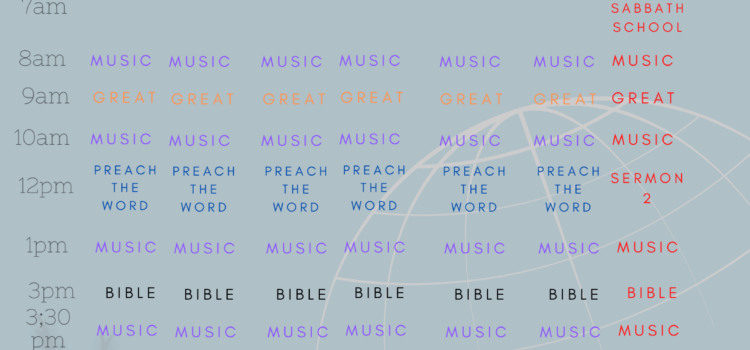 7am SABBATH
SCHOOL
8am MUSIC MUSIC MUSIC MUSIC MUSIC MUSIC MUSIC
9am GREAT GREAT GREAT GREAT GREAT GREAT GREAT
10am MUSIC MUSIC MUSIC MUSIC MUSIC MUSIC MUSIC
12pm PREACH THE WORD PREACH THE WORD PREACH THE WORD PREACH THE WORD PREACH THE WORD PREACH THE WORD SERMON 2
1pm MUSIC MUSIC MUSIC MUSIC MUSIC MUSIC MUSIC
3pm BIBLE BIBLE BIBLE BIBLE BIBLE BIBLE BIBLE
3;30 pm MUSIC MUSIC MUSIC MUSIC MUSIC MUSIC MUSIC